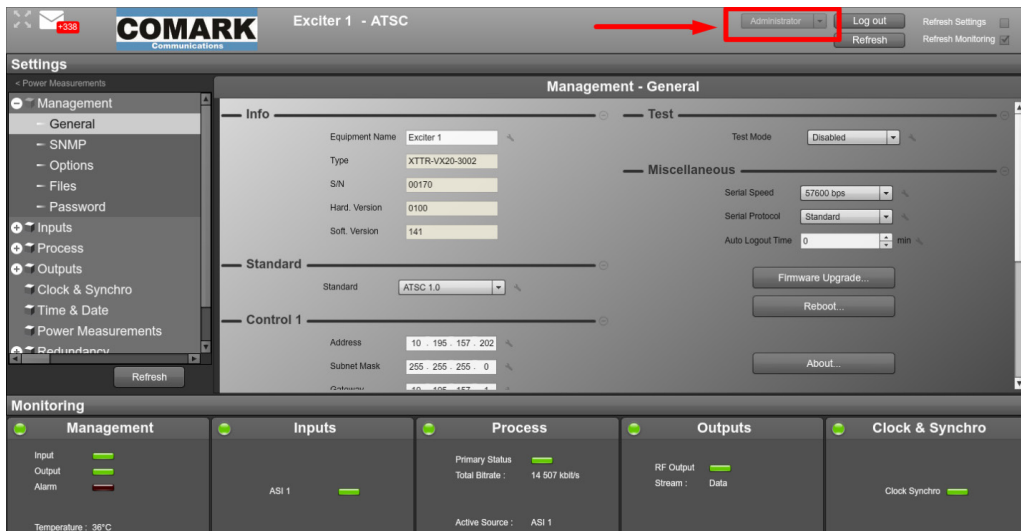 +338
COMARK
Communications
Exciter 1 - ATSC
Administrator
Log out
Refresh Settings
Refresh
Refresh Monitoring
Settings
< Power Measurements
Management
General
SNMP
Options
Files
Password
Inputs
Process
Outputs
Clock & Synchro
Time & Date
Power Measurements
Redundancy
Refresh
Management - General
Info
Equipment Name Exciter 1
Type XTTR-VX20-3002
S/N 00170
Hard. Version 0100
Soft. Version 141
Standard
Standard ATSC 1.0
Control 1
Address 10 . 195 . 157 . 202
Subnet Mask 255 . 255 . 255 . 0
Gateway 10 . 195 . 157 . 1
Test
Test Mode Disabled
Miscellaneous
Serial Speed 57600 bps
Serial Protocol Standard
Auto Logout Time 0 min
Firmware Upgrade...
Reboot...
About...
Monitoring
Management
Input
Output
Alarm
Temperature : 36°C
Inputs
ASI 1
Process
Primary Status
Total Bitrate : 14 507 kbit/s
Active Source : ASI 1
Outputs
RF Output
Stream : Data
Clock & Synchro
Clock Synchro